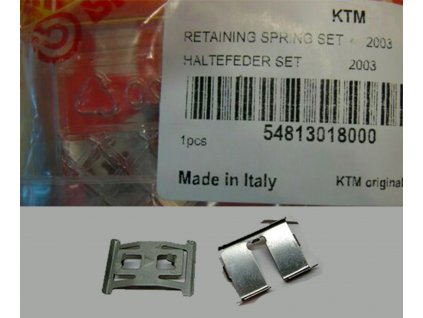 KTM
RETAINING SPRING SET 2003
HALTEFEDER SET 2003
54813018000
1pcs
Made in Italy
KTM original